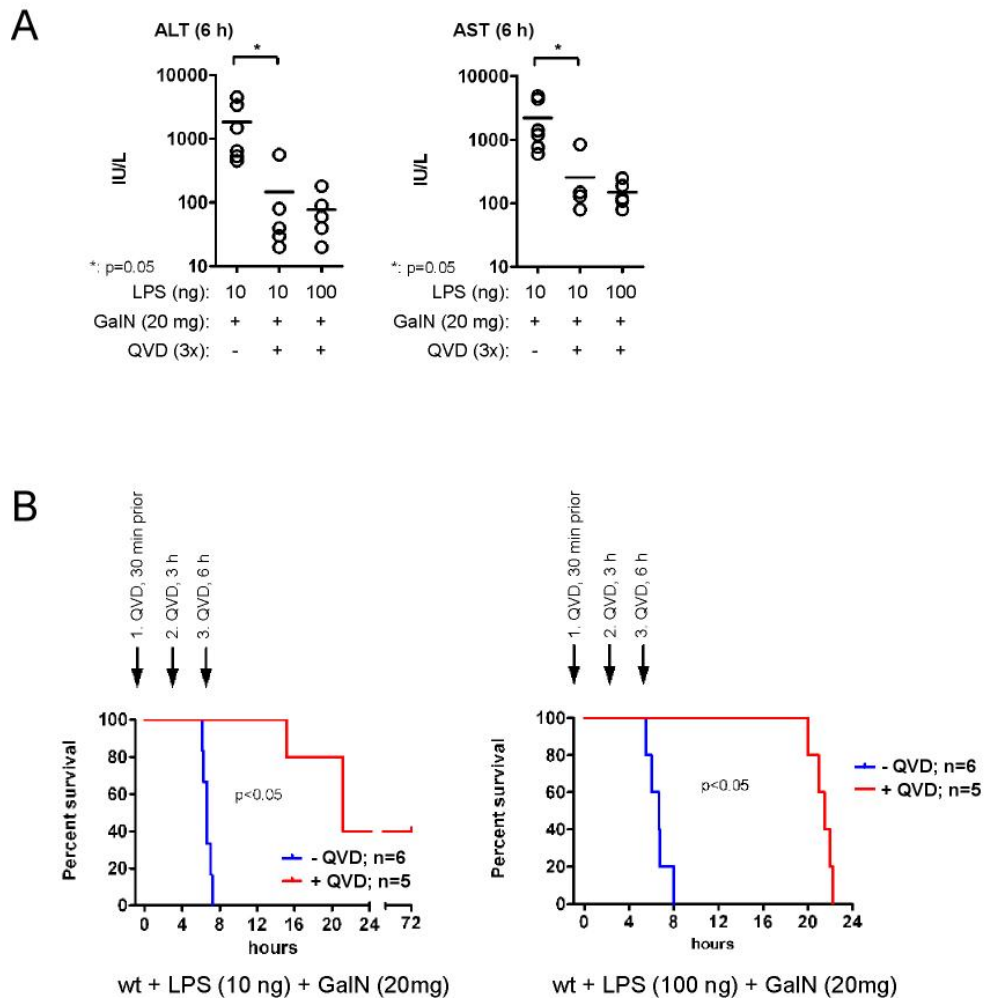 A
ALT (6 h)
AST (6 h)
*
*
10000
1000
100
10
IU/L
10000
1000
100
10
IU/L
*: p=0.05
*: p=0.05
LPS (ng): 10 10 100
GalN (20 mg): + + +
QVD (3x): - + +
LPS (ng): 10 10 100
GalN (20 mg): + + +
QVD (3x): - + +
B
1. QVD, 30 min prior
2. QVD, 3 h
3. QVD, 6 h
1. QVD, 30 min prior
2. QVD, 3 h
3. QVD, 6 h
Percent survival
100
80
60
40
20
0
p<0.05
- QVD; n=6
+ QVD; n=5
0 4 8 12 16 20 24 72
hours
wt + LPS (10 ng) + GalN (20mg)
Percent survival
100
80
60
40
20
0
p<0.05
- QVD; n=6
+ QVD; n=5
0 4 8 12 16 20 24
hours
wt + LPS (100 ng) + GalN (20mg)